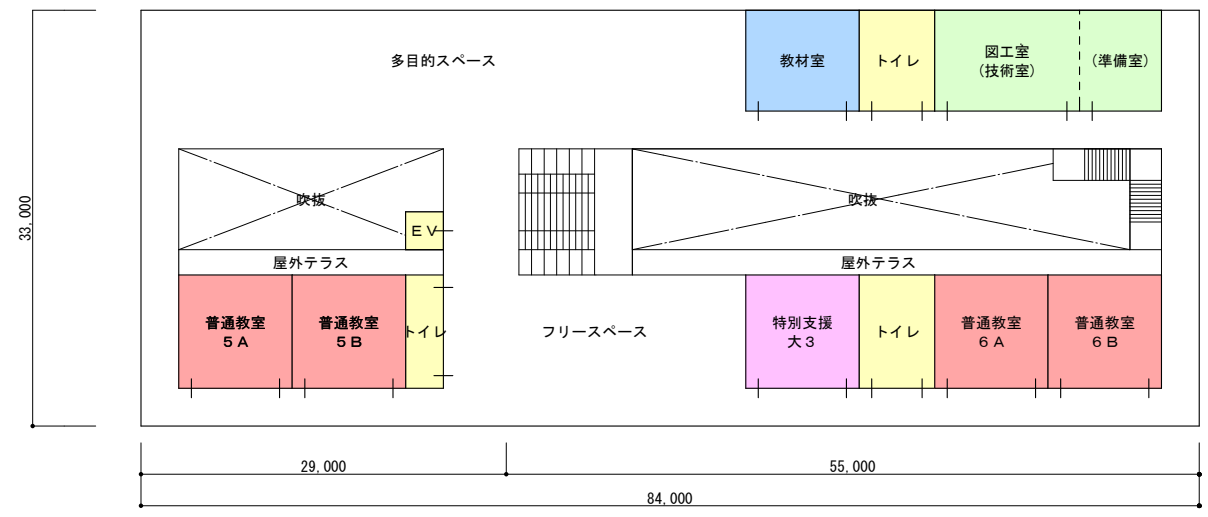 多目的スペース
教材室
トイレ
図工室
(技術室)
(準備室)
33,000
吹抜
吹抜
ＥＶ
屋外テラス
屋外テラス
普通教室
５Ａ
普通教室
５Ｂ
トイレ
フリースペース
特別支援
大３
トイレ
普通教室
６Ａ
普通教室
６Ｂ
29,000
55,000
84,000